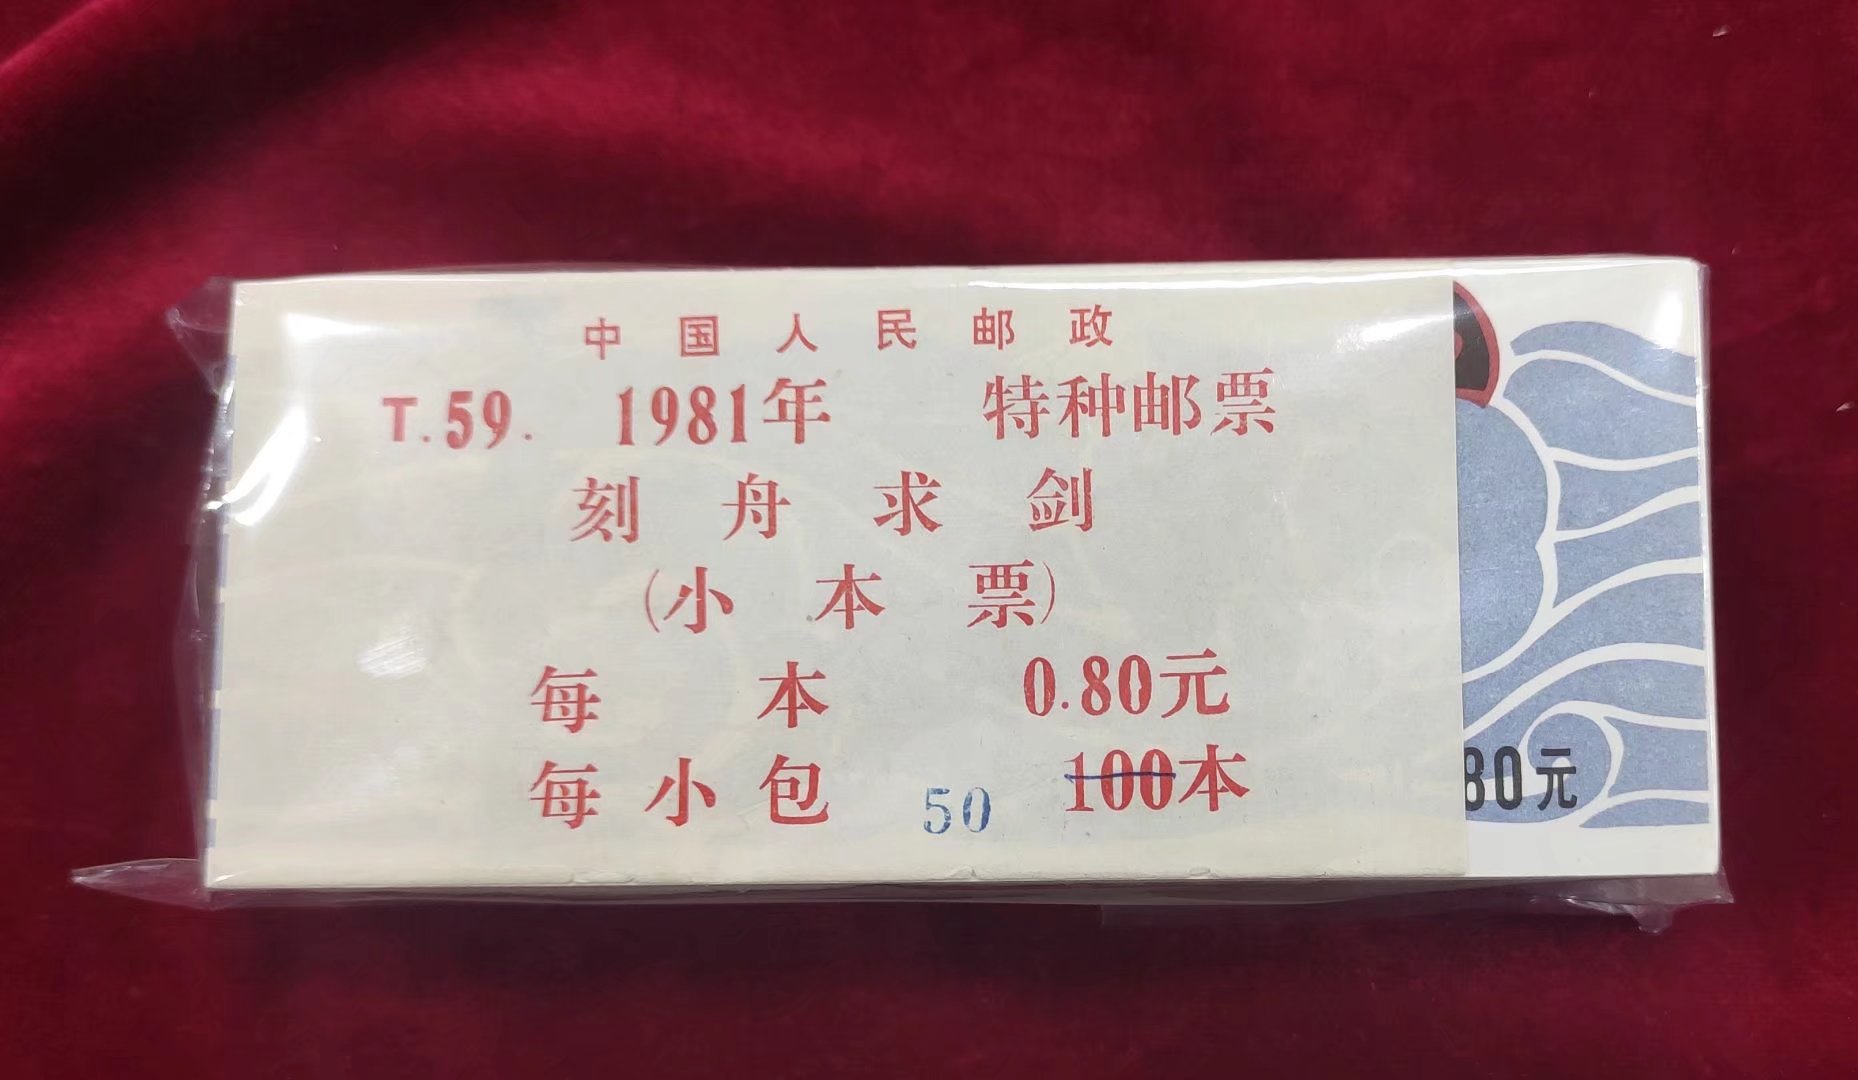 中国人民邮政
T.59. 1981年 特种邮票
刻舟求剑
(小本票)
每本 0.80元
每小包 50 100本
80元